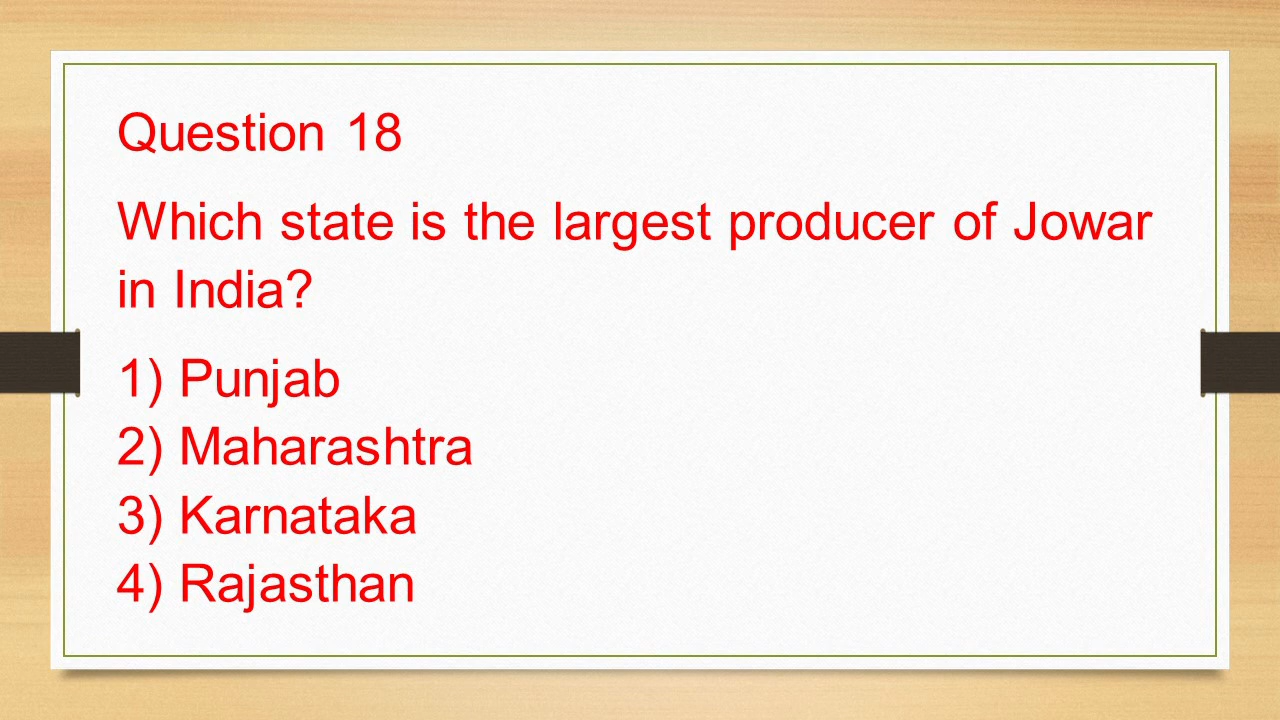 Question 18
Which state is the largest producer of Jowar
in India?
1) Punjab
2) Maharashtra
3) Karnataka
4) Rajasthan